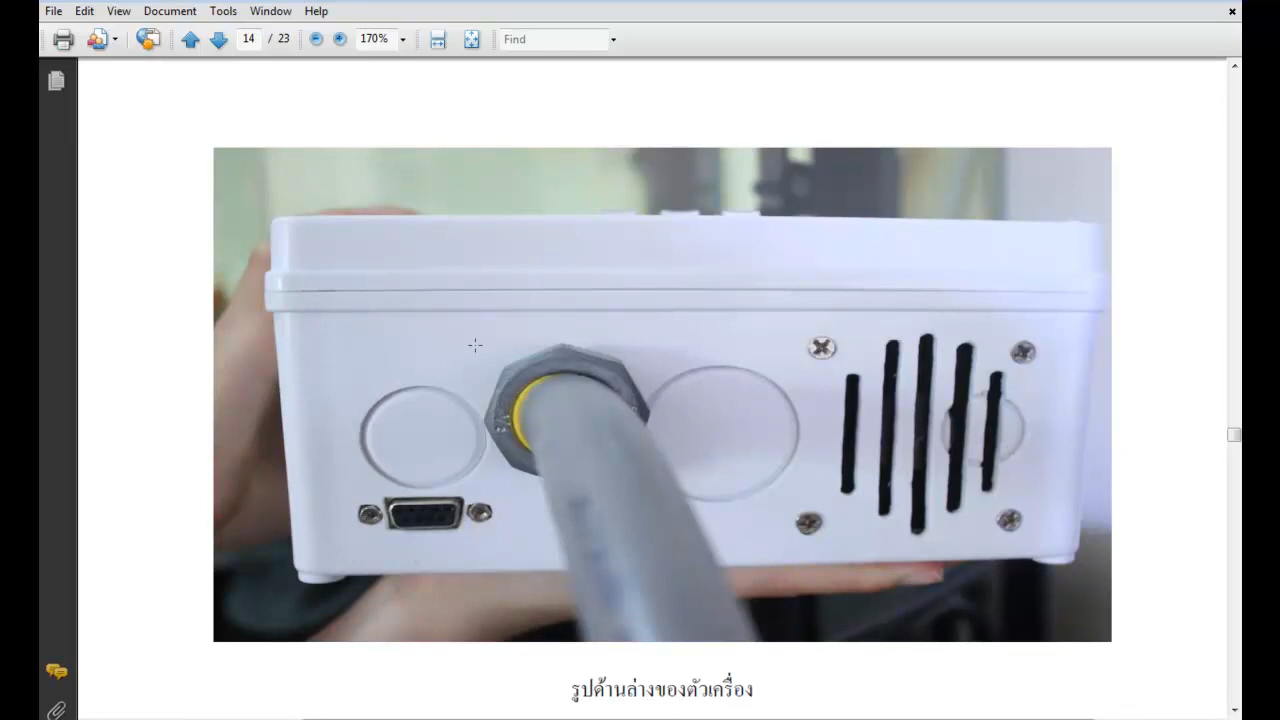 File Edit View Document Tools Window Help
14 / 23 170% Find
รูปด้านล่างของตัวเครื่อง